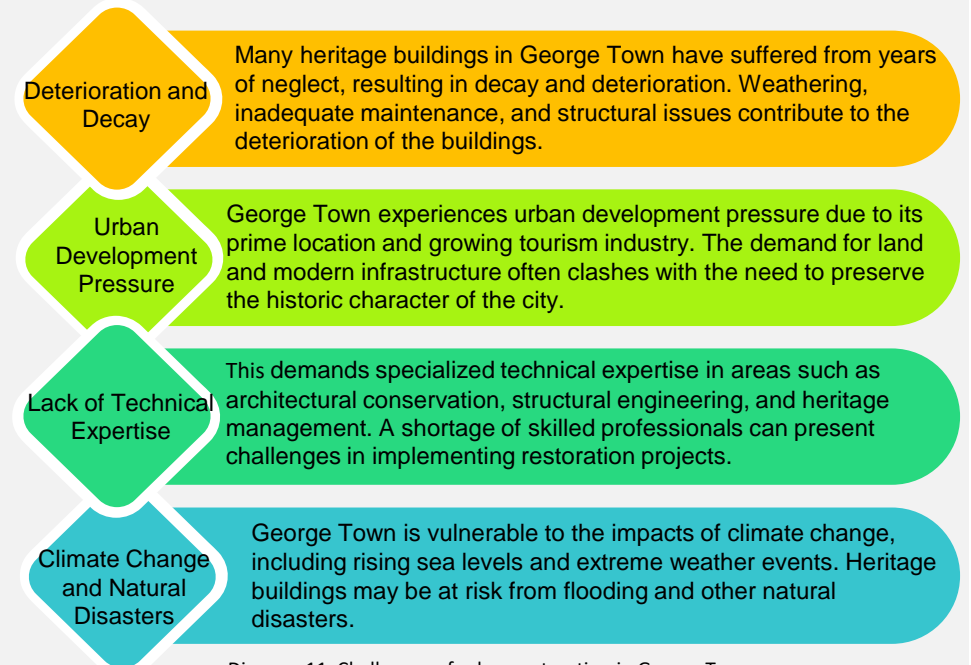 Deterioration and
Decay
Many heritage buildings in George Town have suffered from years
of neglect, resulting in decay and deterioration. Weathering,
inadequate maintenance, and structural issues contribute to the
deterioration of the buildings.
Urban
Development
Pressure
George Town experiences urban development pressure due to its
prime location and growing tourism industry. The demand for land
and modern infrastructure often clashes with the need to preserve
the historic character of the city.
Lack of Technical
Expertise
This demands specialized technical expertise in areas such as
architectural conservation, structural engineering, and heritage
management. A shortage of skilled professionals can present
challenges in implementing restoration projects.
Climate Change
and Natural
Disasters
George Town is vulnerable to the impacts of climate change,
including rising sea levels and extreme weather events. Heritage
buildings may be at risk from flooding and other natural
disasters.